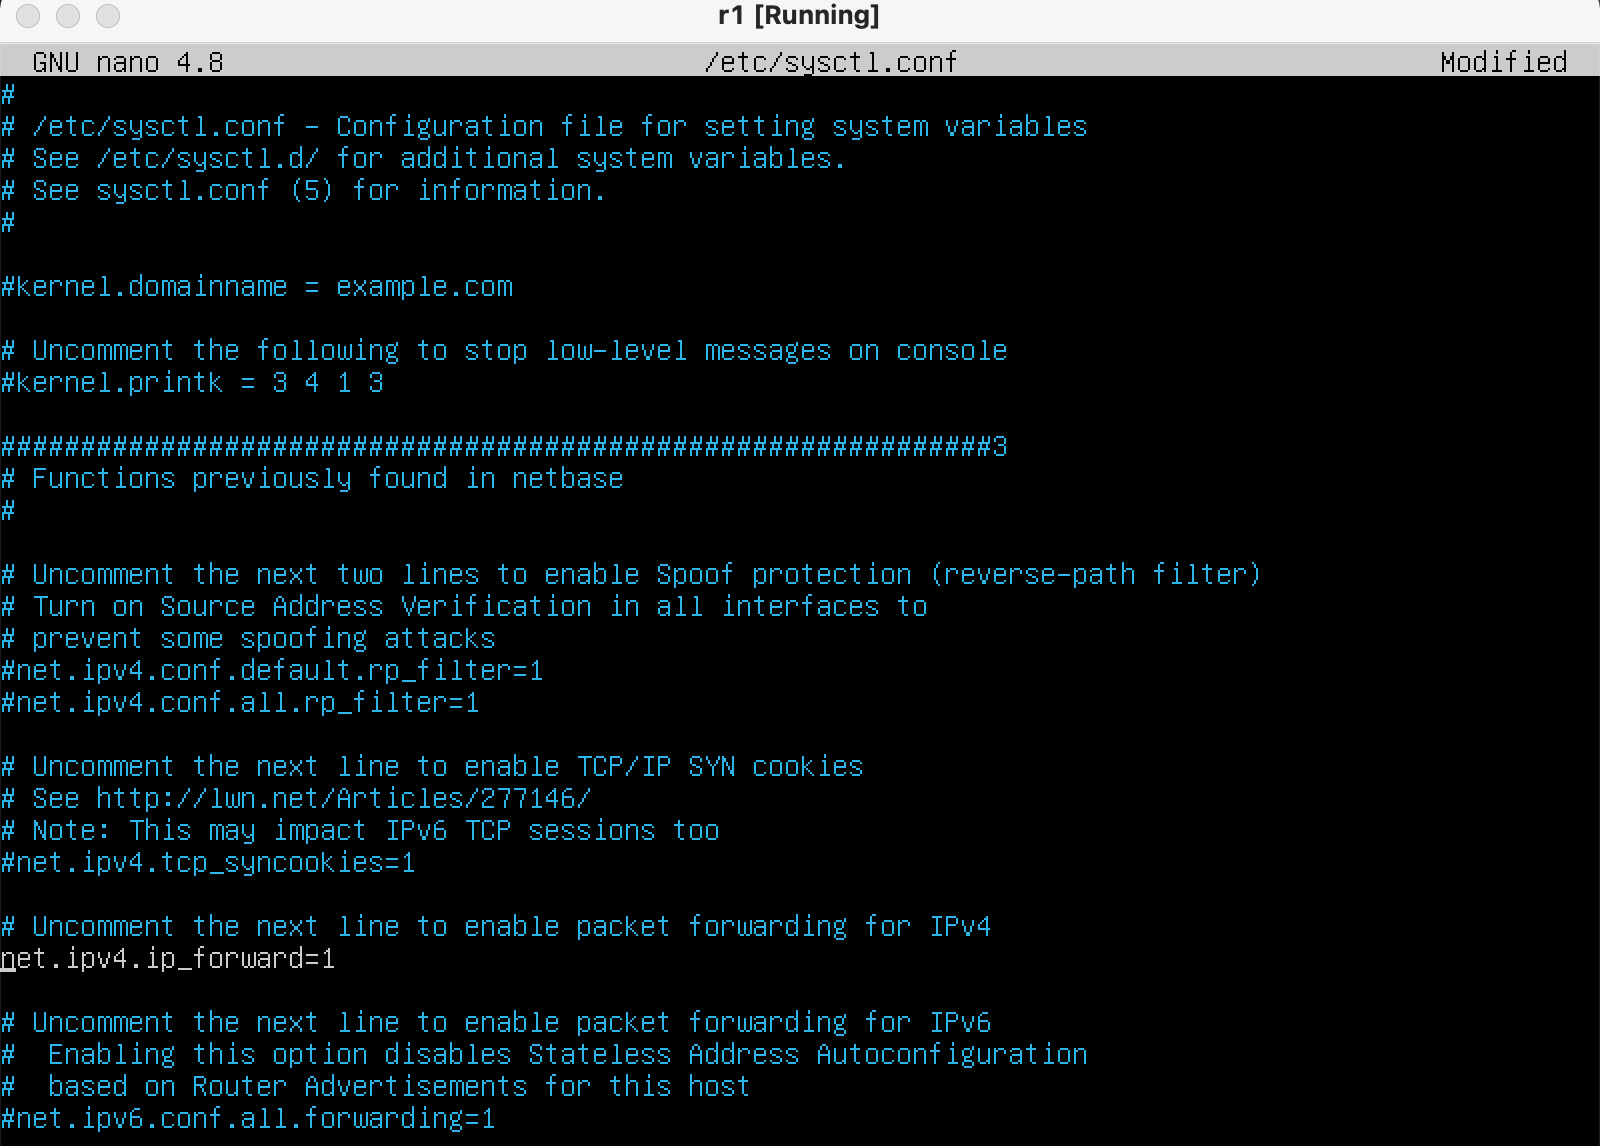 r1 [Running]
GNU nano 4.8 /etc/sysctl.conf Modified
#
# /etc/sysctl.conf - Configuration file for setting system variables
# See /etc/sysctl.d/ for additional system variables.
# See sysctl.conf (5) for information.
#
#kernel.domainname = example.com
# Uncomment the following to stop low-level messages on console
#kernel.printk = 3 4 1 3
##############################################################3
# Functions previously found in netbase
#
# Uncomment the next two lines to enable Spoof protection (reverse-path filter)
# Turn on Source Address Verification in all interfaces to
# prevent some spoofing attacks
#net.ipv4.conf.default.rp_filter=1
#net.ipv4.conf.all.rp_filter=1
# Uncomment the next line to enable TCP/IP SYN cookies
# See http://lwn.net/Articles/277146/
# Note: This may impact IPv6 TCP sessions too
#net.ipv4.tcp_syncookies=1
# Uncomment the next line to enable packet forwarding for IPv4
net.ipv4.ip_forward=1
# Uncomment the next line to enable packet forwarding for IPv6
#  Enabling this option disables Stateless Address Autoconfiguration
#  based on Router Advertisements for this host
#net.ipv6.conf.all.forwarding=1